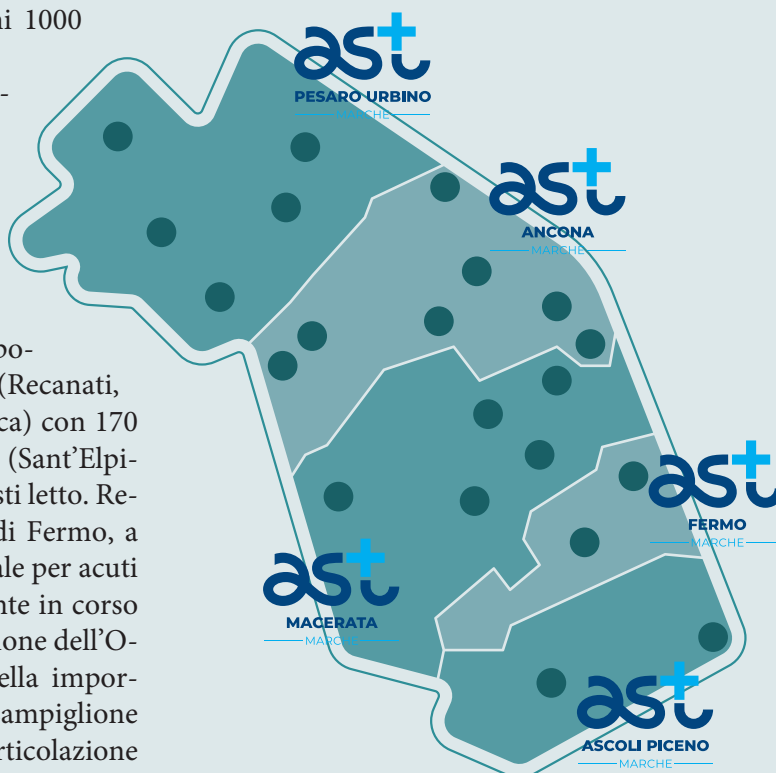 ni 1000
-
po-
(Recanati,
ca) con 170
(Sant’Elpi-
sti letto. Re-
di Fermo, a
ale per acuti
nte in corso
ione dell’O-
ella impor-
ampiglione
rticolazione
ast
PESARO URBINO
MARCHE
ast
ANCONA
MARCHE
ast
FERMO
MARCHE
ast
MACERATA
MARCHE
ast
ASCOLI PICENO
MARCHE